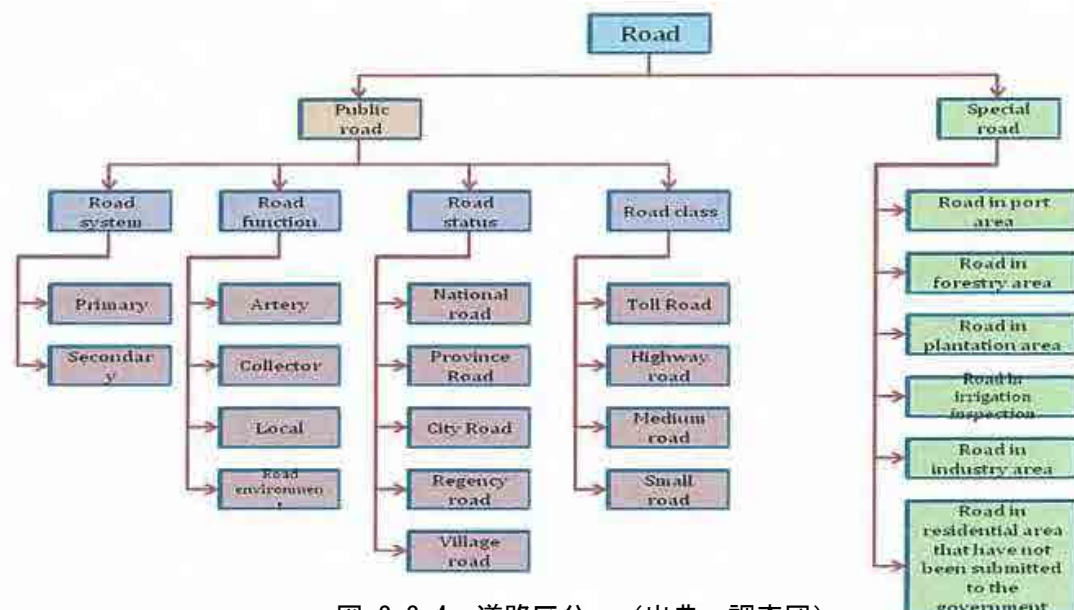 Road
Public
road
Special
road
Road
system
Road
function
Road
status
Road class
Primary
Secondar
y
Artery
Collector
Local
Road
environmen
National
road
Province
Road
City Road
Regency
road
Village
road
Toll Road
Highway
road
Medium
road
Small
road
Road in port
area
Road in
forestry area
Road in
plantation area
Road in
irrigation
inspection
Road in
industry area
Road in
residential area
that have not
been submitted
to the
government
道路区分 (出典 調査団)